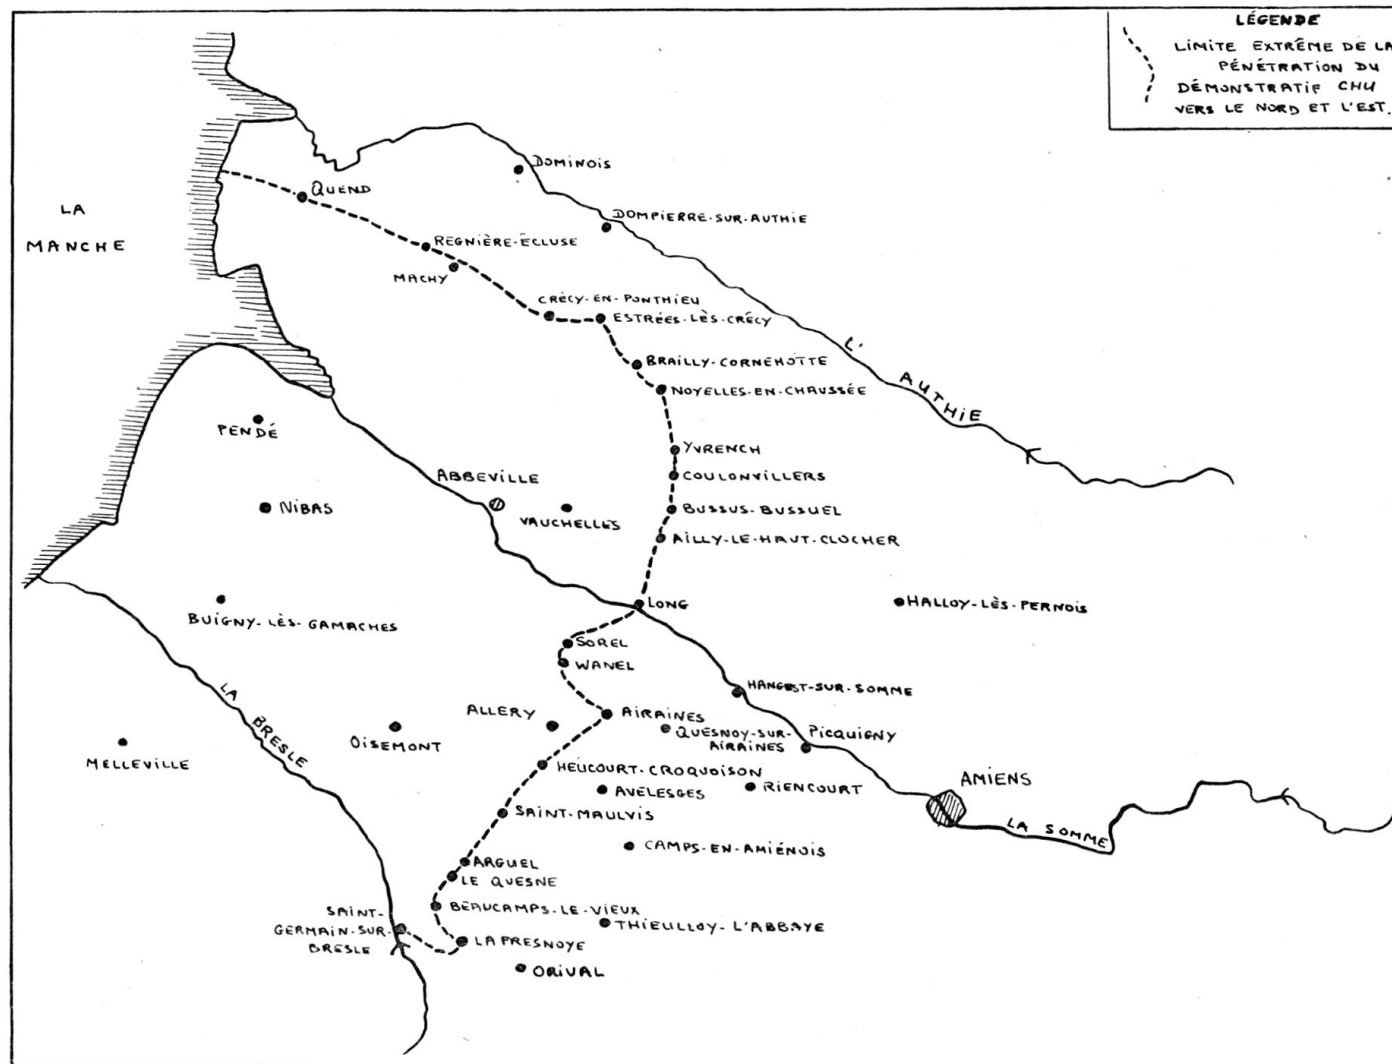 LÉGENDE
LIMITE EXTRÊME DE LA
PÉNÉTRATION DU
DÉMONSTRATIF CHU
VERS LE NORD ET L'EST.
DOMINOIS
QUEND
LA
MANCHE
DOMPIERRE-SUR-AUTHIE
REGNIÈRE-ÉCLUSE
MACHY
CRÉCY-EN-PONTHIEU
ESTRÉES-LÈS-CRÉCY
L'
AUTHIE
BRAILLY-CORNEHOTTE
NOYELLES-EN-CHAUSSÉE
PENDÉ
YVRENCH
ABBEVILLE
COULONVILLERS
NIBAS
VAUCHELLES
BUSSUS-BUSSUEL
AILLY-LE-HAUT-CLOCHER
LONG
HALLOY-LÈS-PERNOIS
BUIGNY-LÈS-GAMACHES
SOREL
WANEL
LA BRESLE
HANGEST-SUR-SOMME
ALLERY
AIRAINES
OISEMONT
QUESNOY-SUR-
AIRAINES
PICQUIGNY
MELLEVILLE
HEUCOURT-CROQUOISON
AVELESGES
RIENCOURT
AMIENS
SAINT-MAULVIS
LA SOMME
CAMPS-EN-AMIÉNOIS
ARGUEL
LE QUESNE
BEAUCAMPS-LE-VIEUX
SAINT-
GERMAIN-SUR-
BRESLE
THIEULLOY-L'ABBAYE
LAFRESNOYE
ORIVAL